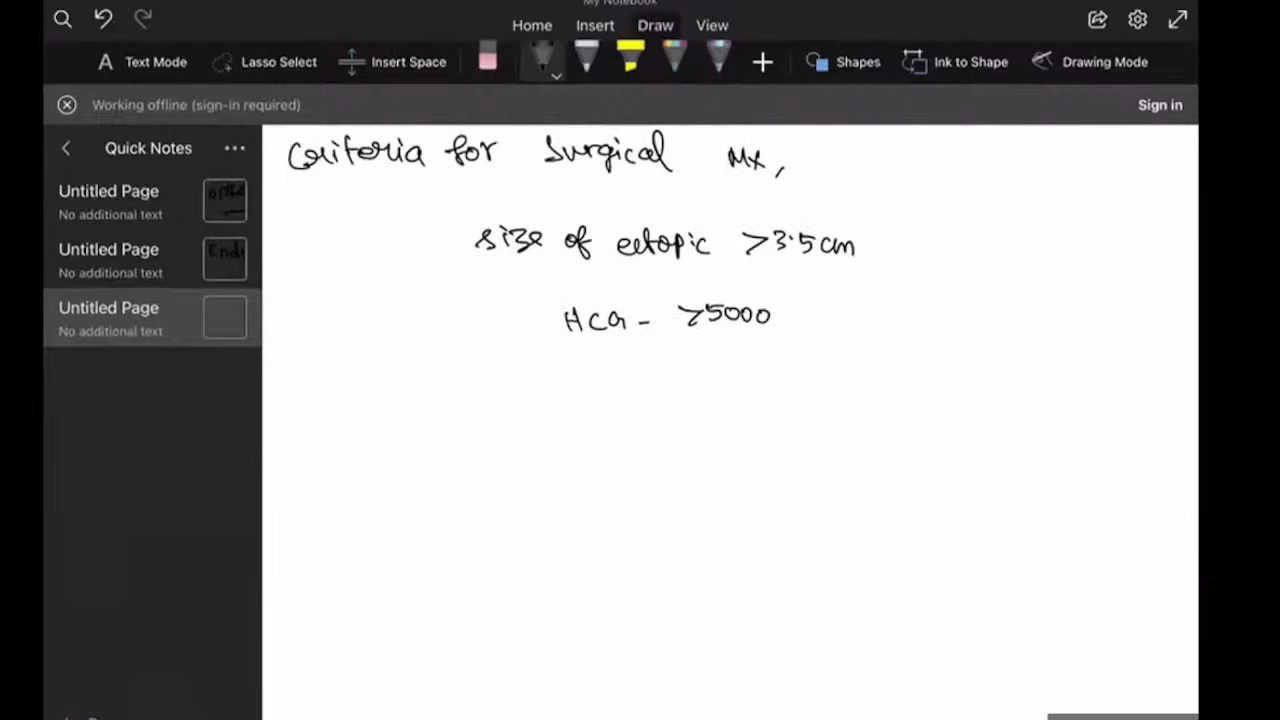 My Notebook
Home Insert Draw View
Text Mode Lasso Select Insert Space Shapes Ink to Shape Drawing Mode
Working offline (sign-in required) Sign in
Quick Notes
Untitled Page
No additional text
Untitled Page
No additional text
Untitled Page
No additional text
Criteria for Surgical Mx,
size of ectopic >3.5cm
HCG - >5000